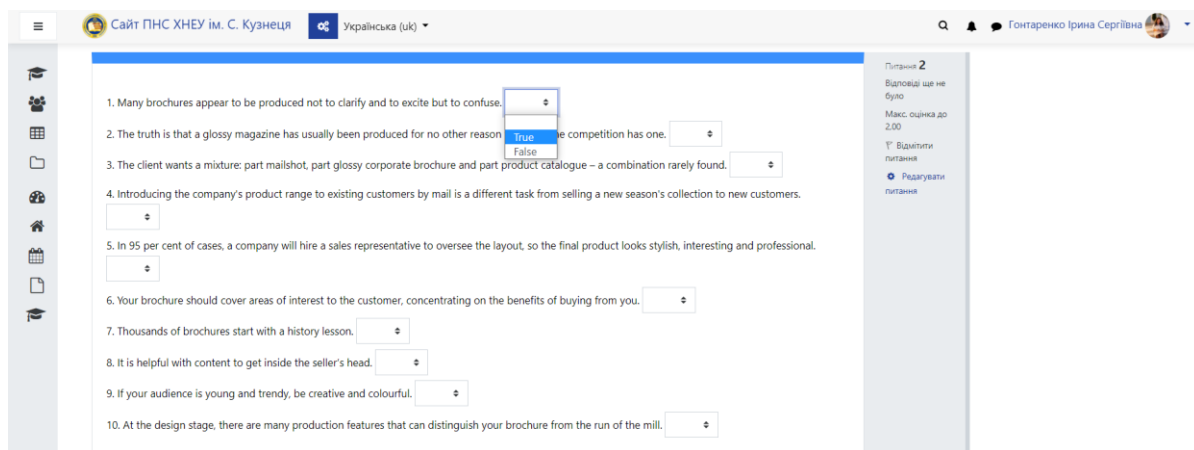 Сайт ПНС ХНЕУ ім. С. Кузнеця
Українська (uk)
Гонтаренко Ірина Сергіївна
1. Many brochures appear to be produced not to clarify and to excite but to confuse.
True
False
2. The truth is that a glossy magazine has usually been produced for no other reason e competition has one.
3. The client wants a mixture: part mailshot, part glossy corporate brochure and part product catalogue – a combination rarely found.
4. Introducing the company's product range to existing customers by mail is a different task from selling a new season's collection to new customers.
5. In 95 per cent of cases, a company will hire a sales representative to oversee the layout, so the final product looks stylish, interesting and professional.
6. Your brochure should cover areas of interest to the customer, concentrating on the benefits of buying from you.
7. Thousands of brochures start with a history lesson.
8. It is helpful with content to get inside the seller's head.
9. If your audience is young and trendy, be creative and colourful.
10. At the design stage, there are many production features that can distinguish your brochure from the run of the mill.
Питання 2
Відповіді ще не
було
Макс. оцінка до
2,00
Відмітити
питання
Редагувати
питання